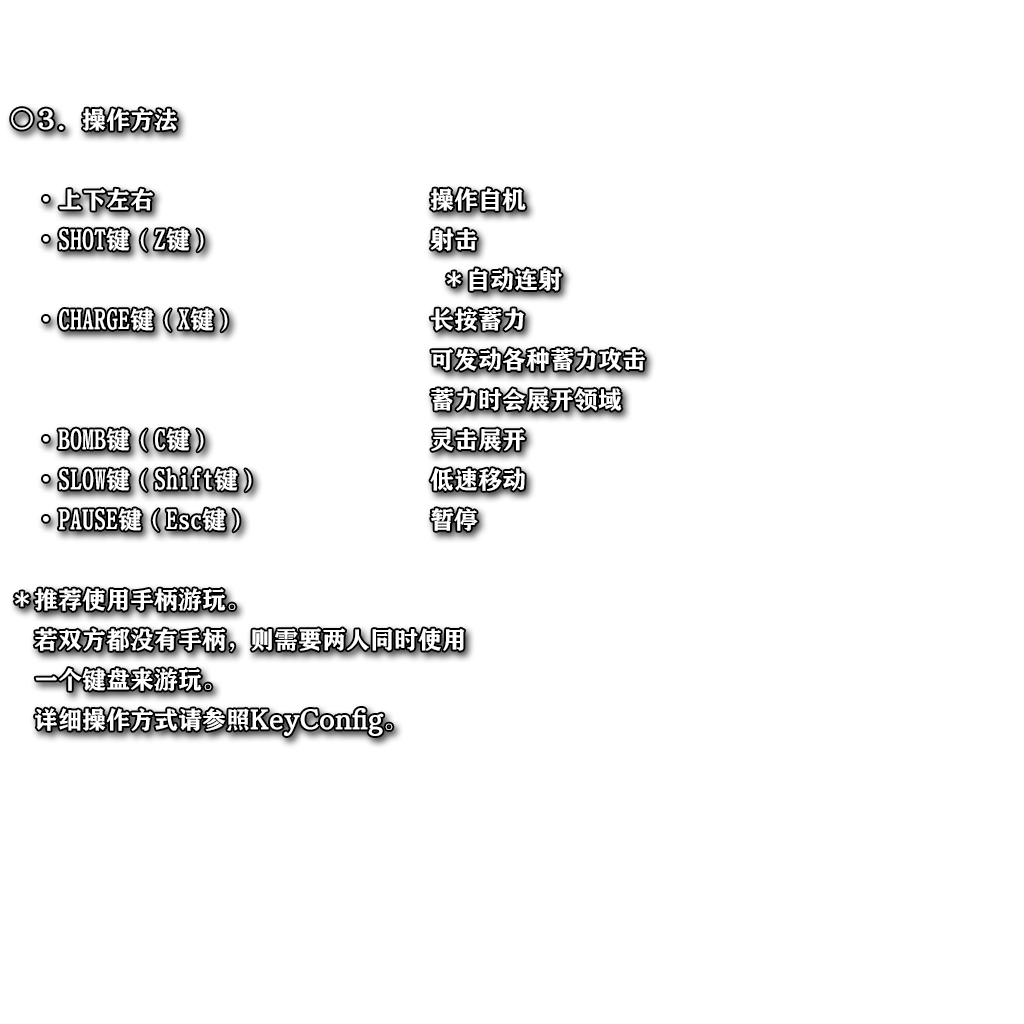 ◎3．操作方法
・上下左右　操作自机
・SHOT键（Z键）　射击
＊自动连射
・CHARGE键（X键）　长按蓄力
可发动各种蓄力攻击
蓄力时会展开领域
・BOMB键（C键）　灵击展开
・SLOW键（Shift键）　低速移动
・PAUSE键（Esc键）　暂停
＊推荐使用手柄游玩。
若双方都没有手柄，则需要两人同时使用
一个键盘来游玩。
详细操作方式请参照KeyConfig。